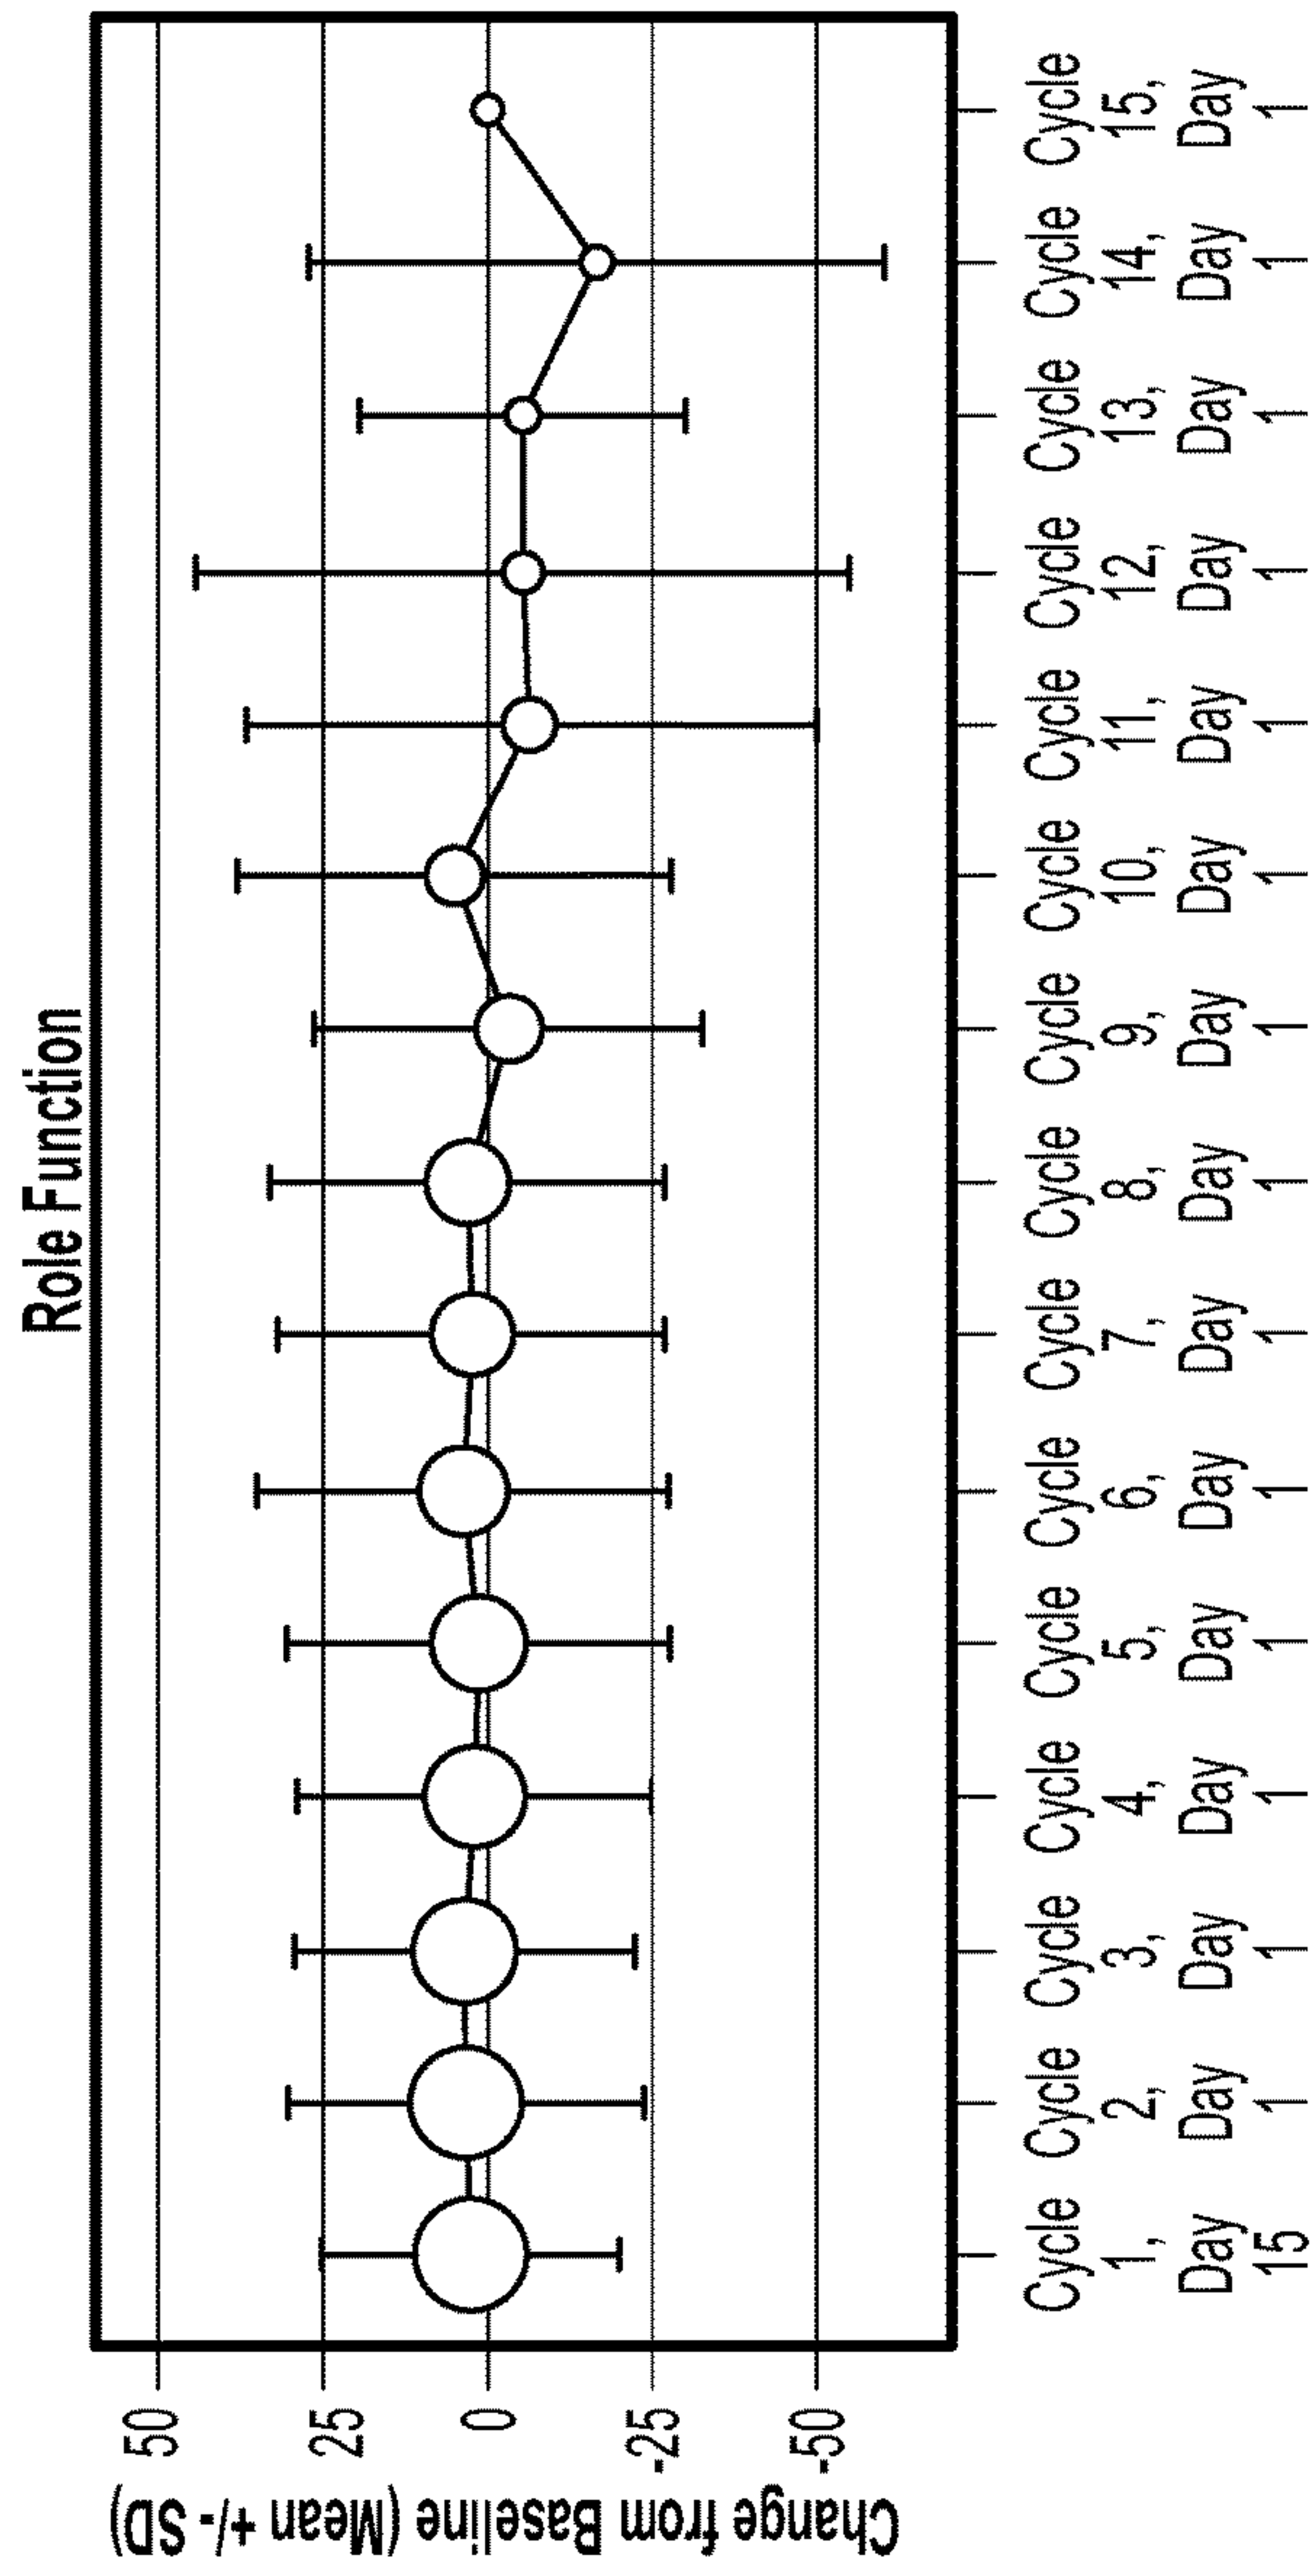 Role Function
Change from Baseline (Mean +/- SD)
50
25
0
-25
-50
Cycle
1,
Day
15
Cycle
2,
Day
1
Cycle
3,
Day
1
Cycle
4,
Day
1
Cycle
5,
Day
1
Cycle
6,
Day
1
Cycle
7,
Day
1
Cycle
8,
Day
1
Cycle
9,
Day
1
Cycle
10,
Day
1
Cycle
11,
Day
1
Cycle
12,
Day
1
Cycle
13,
Day
1
Cycle
14,
Day
1
Cycle
15,
Day
1